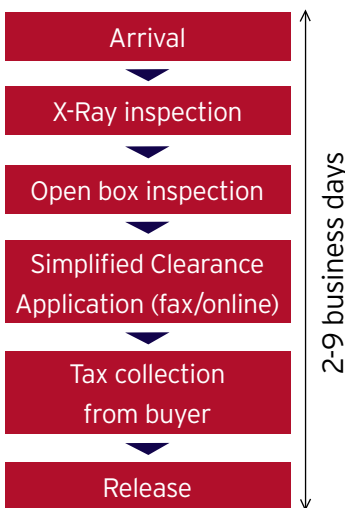 Arrival
X-Ray inspection
Open box inspection
Simplified Clearance
Application (fax/online)
Tax collection
from buyer
Release
2-9 business days